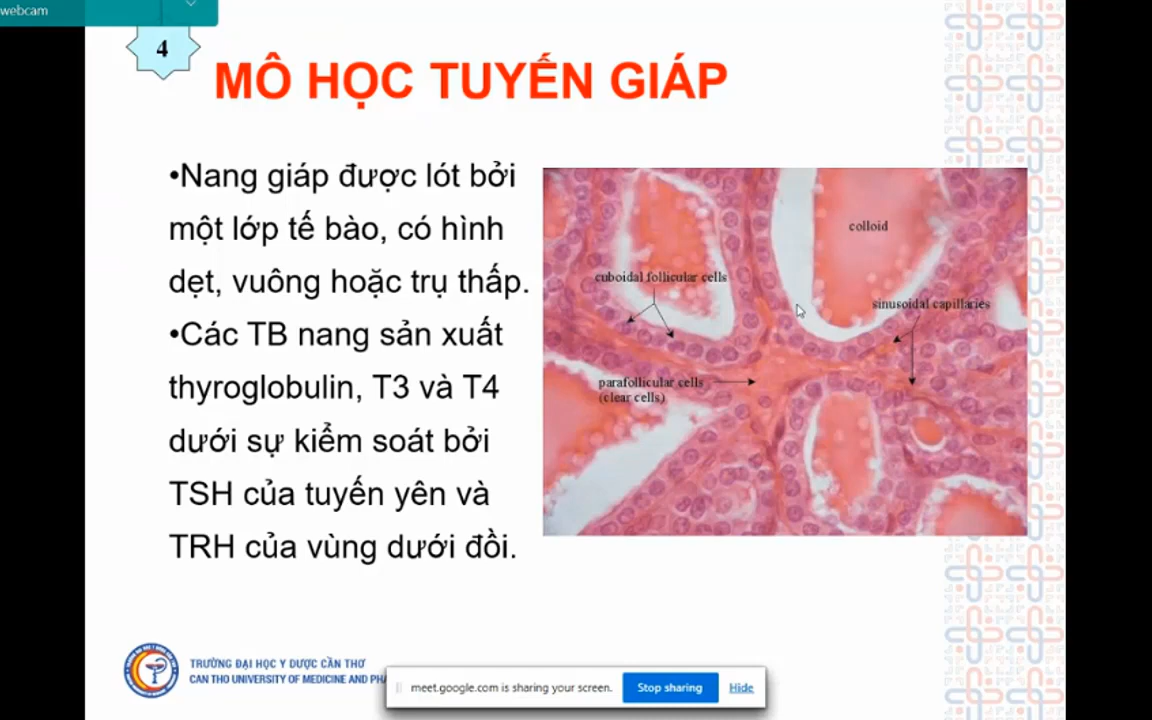 webcam
4
MÔ HỌC TUYẾN GIÁP
•Nang giáp được lót bởi
một lớp tế bào, có hình
dẹt, vuông hoặc trụ thấp.
•Các TB nang sản xuất
thyroglobulin, T3 và T4
dưới sự kiểm soát bởi
TSH của tuyến yên và
TRH của vùng dưới đồi.
colloid
cuboidal follicular cells
sinusoidal capillaries
parafollicular cells
(clear cells)
TRƯỜNG ĐẠI HỌC Y DƯỢC CẦN THƠ
CAN THO UNIVERSITY OF MEDICINE AND PHA
meet.google.com is sharing your screen.
Stop sharing
Hide